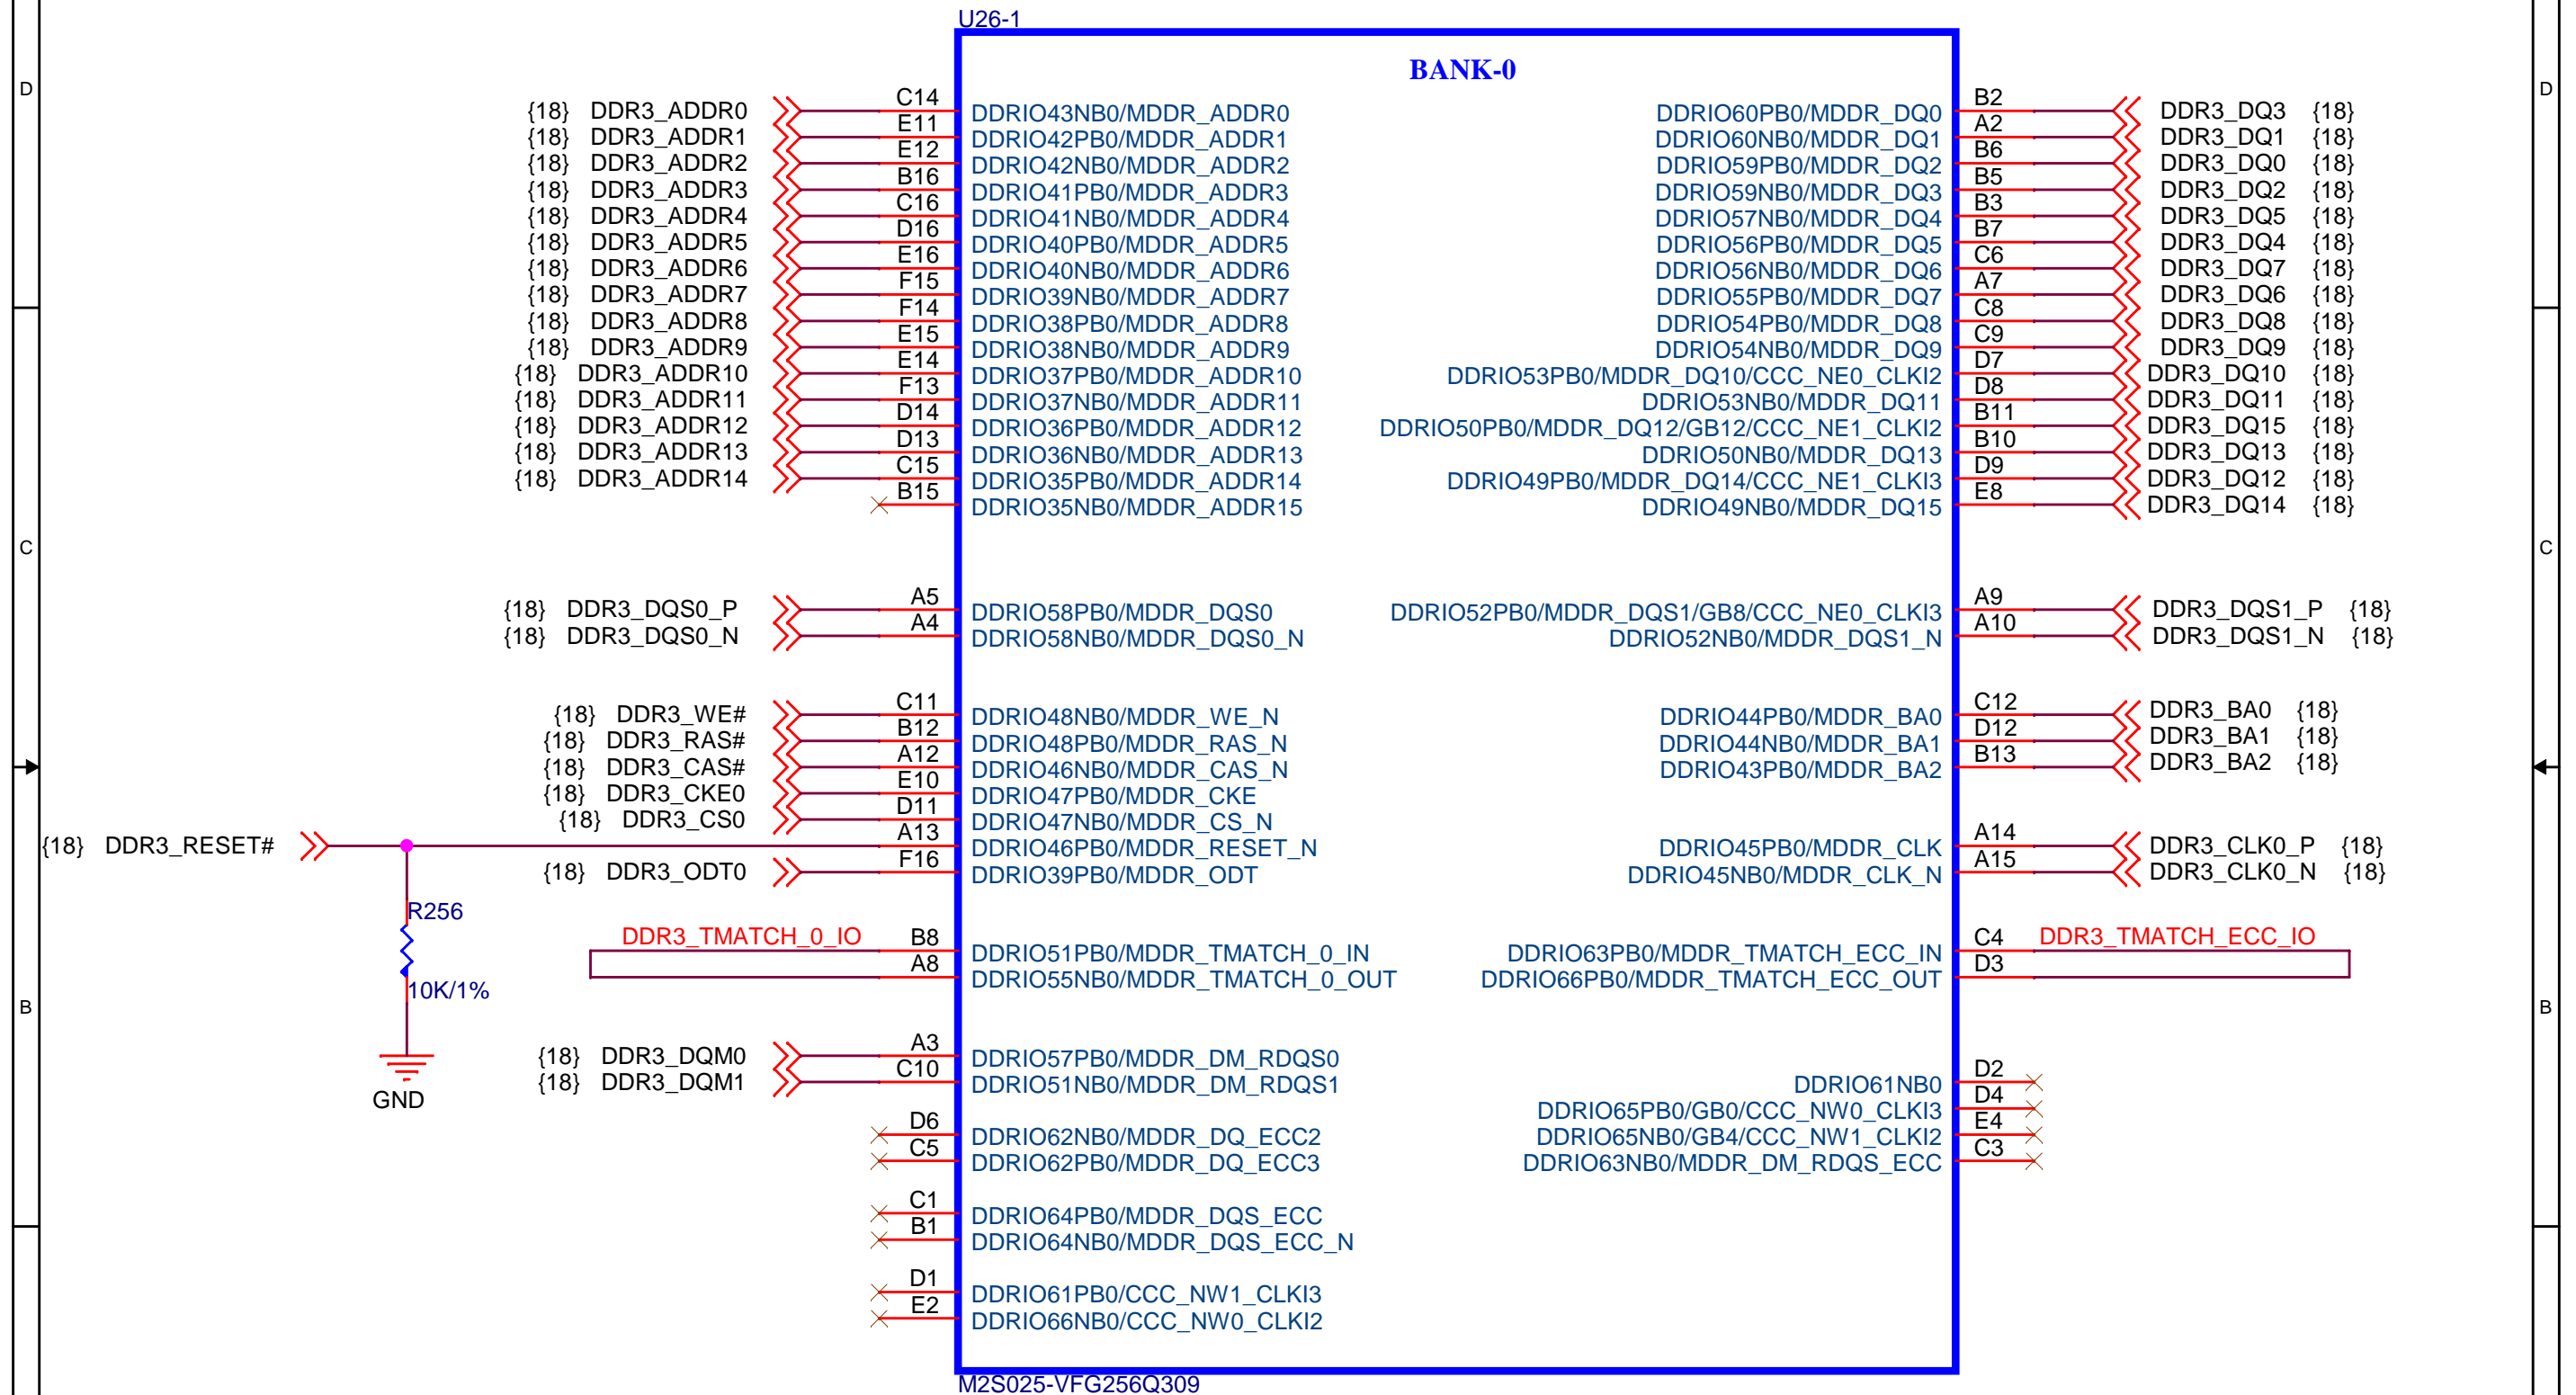 U26-1
BANK-0
D
D
{18} DDR3_ADDR0 C14 DDRIO43NB0/MDDR_ADDR0 DDRIO60PB0/MDDR_DQ0 B2 DDR3_DQ3 {18}
{18} DDR3_ADDR1 E11 DDRIO42PB0/MDDR_ADDR1 DDRIO60NB0/MDDR_DQ1 A2 DDR3_DQ1 {18}
{18} DDR3_ADDR2 E12 DDRIO42NB0/MDDR_ADDR2 DDRIO59PB0/MDDR_DQ2 B6 DDR3_DQ0 {18}
{18} DDR3_ADDR3 B16 DDRIO41PB0/MDDR_ADDR3 DDRIO59NB0/MDDR_DQ3 B5 DDR3_DQ2 {18}
{18} DDR3_ADDR4 C16 DDRIO41NB0/MDDR_ADDR4 DDRIO57NB0/MDDR_DQ4 B3 DDR3_DQ5 {18}
{18} DDR3_ADDR5 D16 DDRIO40PB0/MDDR_ADDR5 DDRIO56PB0/MDDR_DQ5 B7 DDR3_DQ4 {18}
{18} DDR3_ADDR6 E16 DDRIO40NB0/MDDR_ADDR6 DDRIO56NB0/MDDR_DQ6 C6 DDR3_DQ7 {18}
{18} DDR3_ADDR7 F15 DDRIO39NB0/MDDR_ADDR7 DDRIO55PB0/MDDR_DQ7 A7 DDR3_DQ6 {18}
{18} DDR3_ADDR8 F14 DDRIO38PB0/MDDR_ADDR8 DDRIO54PB0/MDDR_DQ8 C8 DDR3_DQ8 {18}
{18} DDR3_ADDR9 E15 DDRIO38NB0/MDDR_ADDR9 DDRIO54NB0/MDDR_DQ9 C9 DDR3_DQ9 {18}
{18} DDR3_ADDR10 E14 DDRIO37PB0/MDDR_ADDR10 DDRIO53PB0/MDDR_DQ10/CCC_NE0_CLKI2 D7 DDR3_DQ10 {18}
{18} DDR3_ADDR11 F13 DDRIO37NB0/MDDR_ADDR11 DDRIO53NB0/MDDR_DQ11 D8 DDR3_DQ11 {18}
{18} DDR3_ADDR12 D14 DDRIO36PB0/MDDR_ADDR12 DDRIO50PB0/MDDR_DQ12/GB12/CCC_NE1_CLKI2 B11 DDR3_DQ15 {18}
{18} DDR3_ADDR13 D13 DDRIO36NB0/MDDR_ADDR13 DDRIO50NB0/MDDR_DQ13 B10 DDR3_DQ13 {18}
{18} DDR3_ADDR14 C15 DDRIO35PB0/MDDR_ADDR14 DDRIO49PB0/MDDR_DQ14/CCC_NE1_CLKI3 D9 DDR3_DQ12 {18}
B15 DDRIO35NB0/MDDR_ADDR15 DDRIO49NB0/MDDR_DQ15 E8 DDR3_DQ14 {18}
C
C
{18} DDR3_DQS0_P A5 DDRIO58PB0/MDDR_DQS0 DDRIO52PB0/MDDR_DQS1/GB8/CCC_NE0_CLKI3 A9 DDR3_DQS1_P {18}
{18} DDR3_DQS0_N A4 DDRIO58NB0/MDDR_DQS0_N DDRIO52NB0/MDDR_DQS1_N A10 DDR3_DQS1_N {18}
{18} DDR3_WE# C11 DDRIO48NB0/MDDR_WE_N DDRIO44PB0/MDDR_BA0 C12 DDR3_BA0 {18}
{18} DDR3_RAS# B12 DDRIO48PB0/MDDR_RAS_N DDRIO44NB0/MDDR_BA1 D12 DDR3_BA1 {18}
{18} DDR3_CAS# A12 DDRIO46NB0/MDDR_CAS_N DDRIO43PB0/MDDR_BA2 B13 DDR3_BA2 {18}
{18} DDR3_CKE0 E10 DDRIO47PB0/MDDR_CKE
{18} DDR3_CS0 D11 DDRIO47NB0/MDDR_CS_N
{18} DDR3_RESET# A13 DDRIO46PB0/MDDR_RESET_N DDRIO45PB0/MDDR_CLK A14 DDR3_CLK0_P {18}
{18} DDR3_ODT0 F16 DDRIO39PB0/MDDR_ODT DDRIO45NB0/MDDR_CLK_N A15 DDR3_CLK0_N {18}
R256
DDR3_TMATCH_0_IO B8 DDRIO51PB0/MDDR_TMATCH_0_IN DDRIO63PB0/MDDR_TMATCH_ECC_IN C4 DDR3_TMATCH_ECC_IO
A8 DDRIO55NB0/MDDR_TMATCH_0_OUT DDRIO66PB0/MDDR_TMATCH_ECC_OUT D3
10K/1%
B
B
{18} DDR3_DQM0 A3 DDRIO57PB0/MDDR_DM_RDQS0
{18} DDR3_DQM1 C10 DDRIO51NB0/MDDR_DM_RDQS1 DDRIO61NB0 D2
GND
DDRIO65PB0/GB0/CCC_NW0_CLKI3 D4
D6 DDRIO62NB0/MDDR_DQ_ECC2 DDRIO65NB0/GB4/CCC_NW1_CLKI2 E4
C5 DDRIO62PB0/MDDR_DQ_ECC3 DDRIO63NB0/MDDR_DM_RDQS_ECC C3
C1 DDRIO64PB0/MDDR_DQS_ECC
B1 DDRIO64NB0/MDDR_DQS_ECC_N
D1 DDRIO61PB0/CCC_NW1_CLKI3
E2 DDRIO66NB0/CCC_NW0_CLKI2
M2S025-VFG256Q309